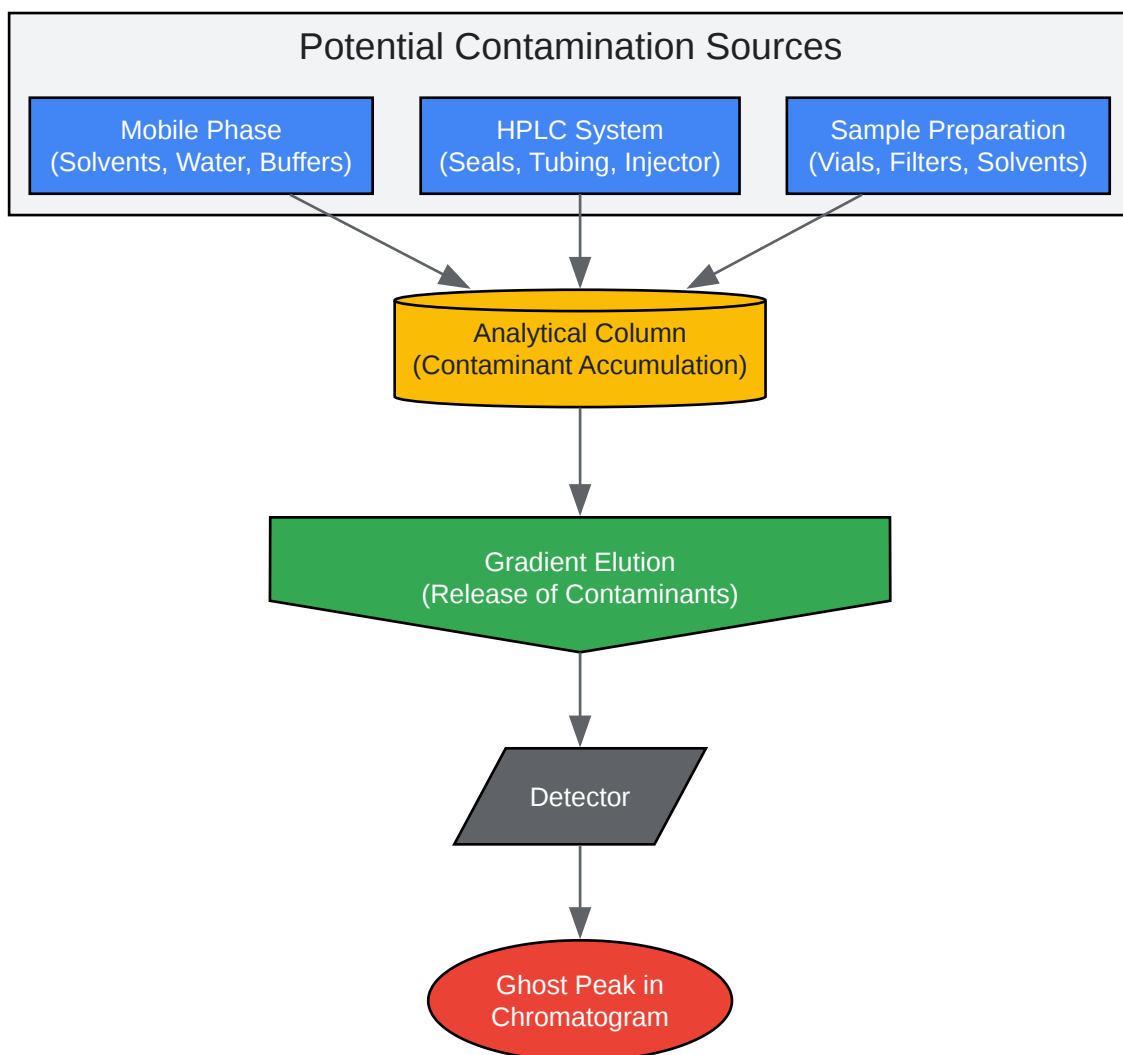 Potential Contamination Sources
Mobile Phase
(Solvents, Water, Buffers)
HPLC System
(Seals, Tubing, Injector)
Sample Preparation
(Vials, Filters, Solvents)
Analytical Column
(Contaminant Accumulation)
Gradient Elution
(Release of Contaminants)
Detector
Ghost Peak in
Chromatogram